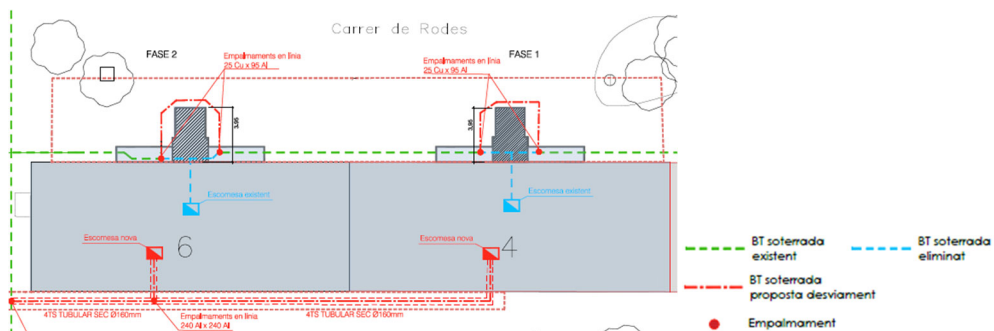 Carrer de Rodes
FASE 2
FASE 1
Empalmaments en línia
25 Cu x 95 Al
Empalmaments en línia
25 Cu x 95 Al
3,95
3,95
Escomesa existent
Escomesa existent
Escomesa nova
6
Escomesa nova
4
4TS TUBULAR SEC Ø160mm
Empalmaments en línia
240 Al x 240 Al
4TS TUBULAR SEC Ø160mm
BT soterrada
existent
BT soterrada
eliminat
BT soterrada
proposta desviament
Empalmament